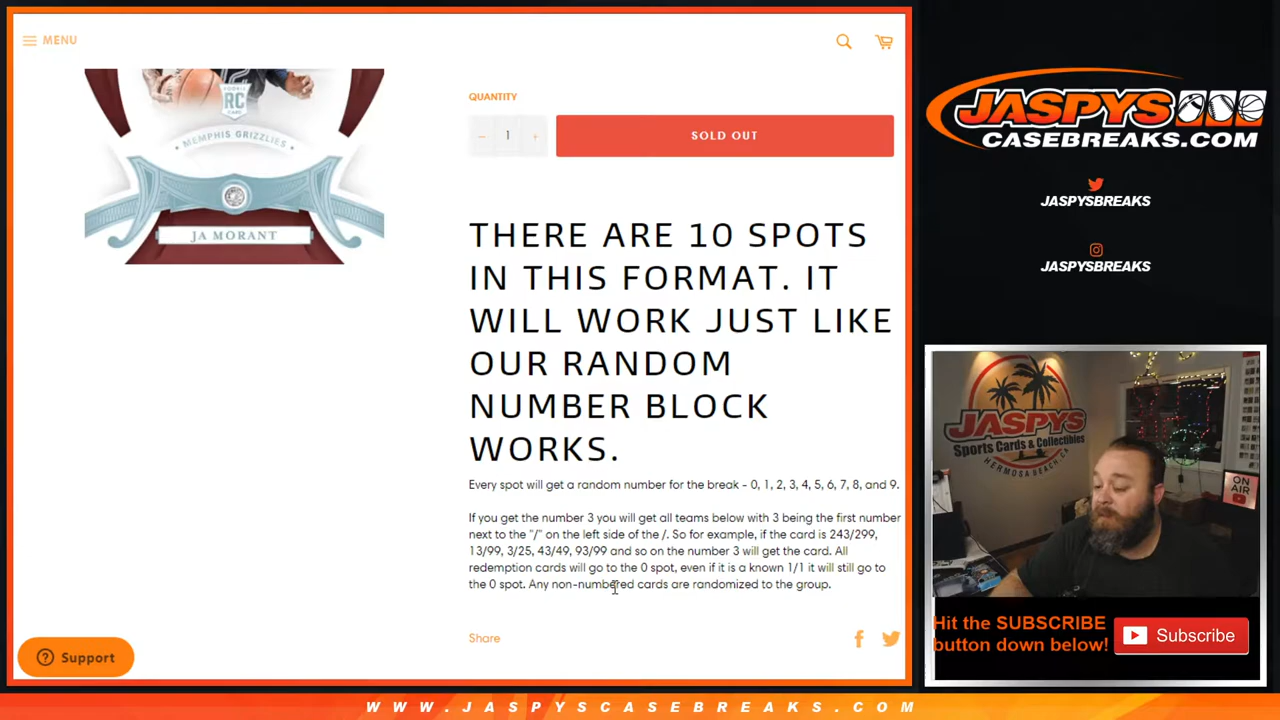 MENU
RC
MEMPHIS GRIZZLIES
JA MORANT
QUANTITY
− 1 +
SOLD OUT
THERE ARE 10 SPOTS
IN THIS FORMAT. IT
WILL WORK JUST LIKE
OUR RANDOM
NUMBER BLOCK
WORKS.
Every spot will get a random number for the break - 0, 1, 2, 3, 4, 5, 6, 7, 8, and 9.
If you get the number 3 you will get all teams below with 3 being the first number
next to the "/" on the left side of the /. So for example, if the card is 243/299,
13/99, 3/25, 43/49, 93/99 and so on the number 3 will get the card. All
redemption cards will go to the 0 spot, even if it is a known 1/1 it will still go to
the 0 spot. Any non-numbered cards are randomized to the group.
Share
Support
JASPYS
CASEBREAKS.COM
JASPYSBREAKS
JASPYSBREAKS
JASPYS
Sports Cards & Collectibles
HERMOSA BEACH, CA
ON
AIR
Hit the SUBSCRIBE
button down below!
Subscribe
WWW.JASPYSCASEBREAKS.COM